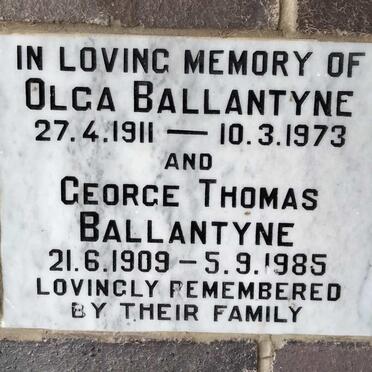 IN LOVING MEMORY OF
OLGA BALLANTYNE
27.4.1911 — 10.3.1973
AND
GEORGE THOMAS
BALLANTYNE
21.6.1909 – 5.9.1985
LOVINGLY REMEMBERED
BY THEIR FAMILY